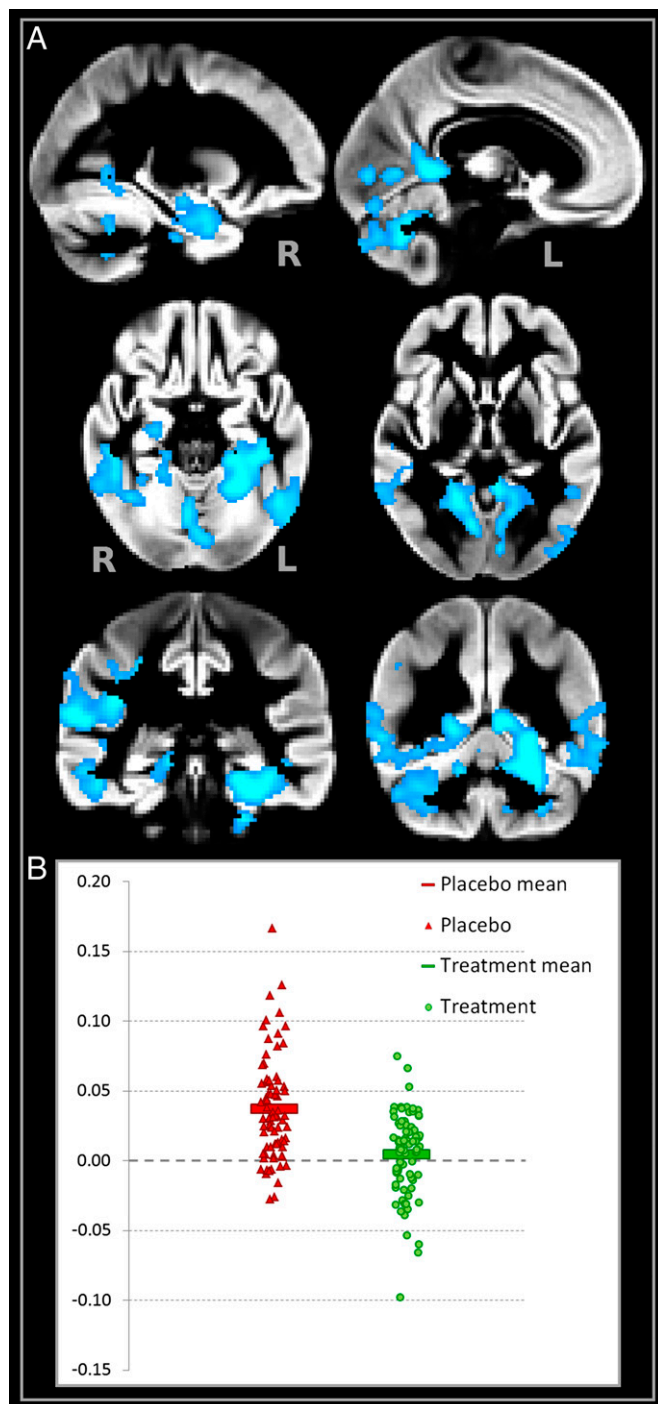 A
R
L
R
L
B
0.20
Placebo mean
0.15
Placebo
Treatment mean
0.10
Treatment
0.05
0.00
-0.05
-0.10
-0.15